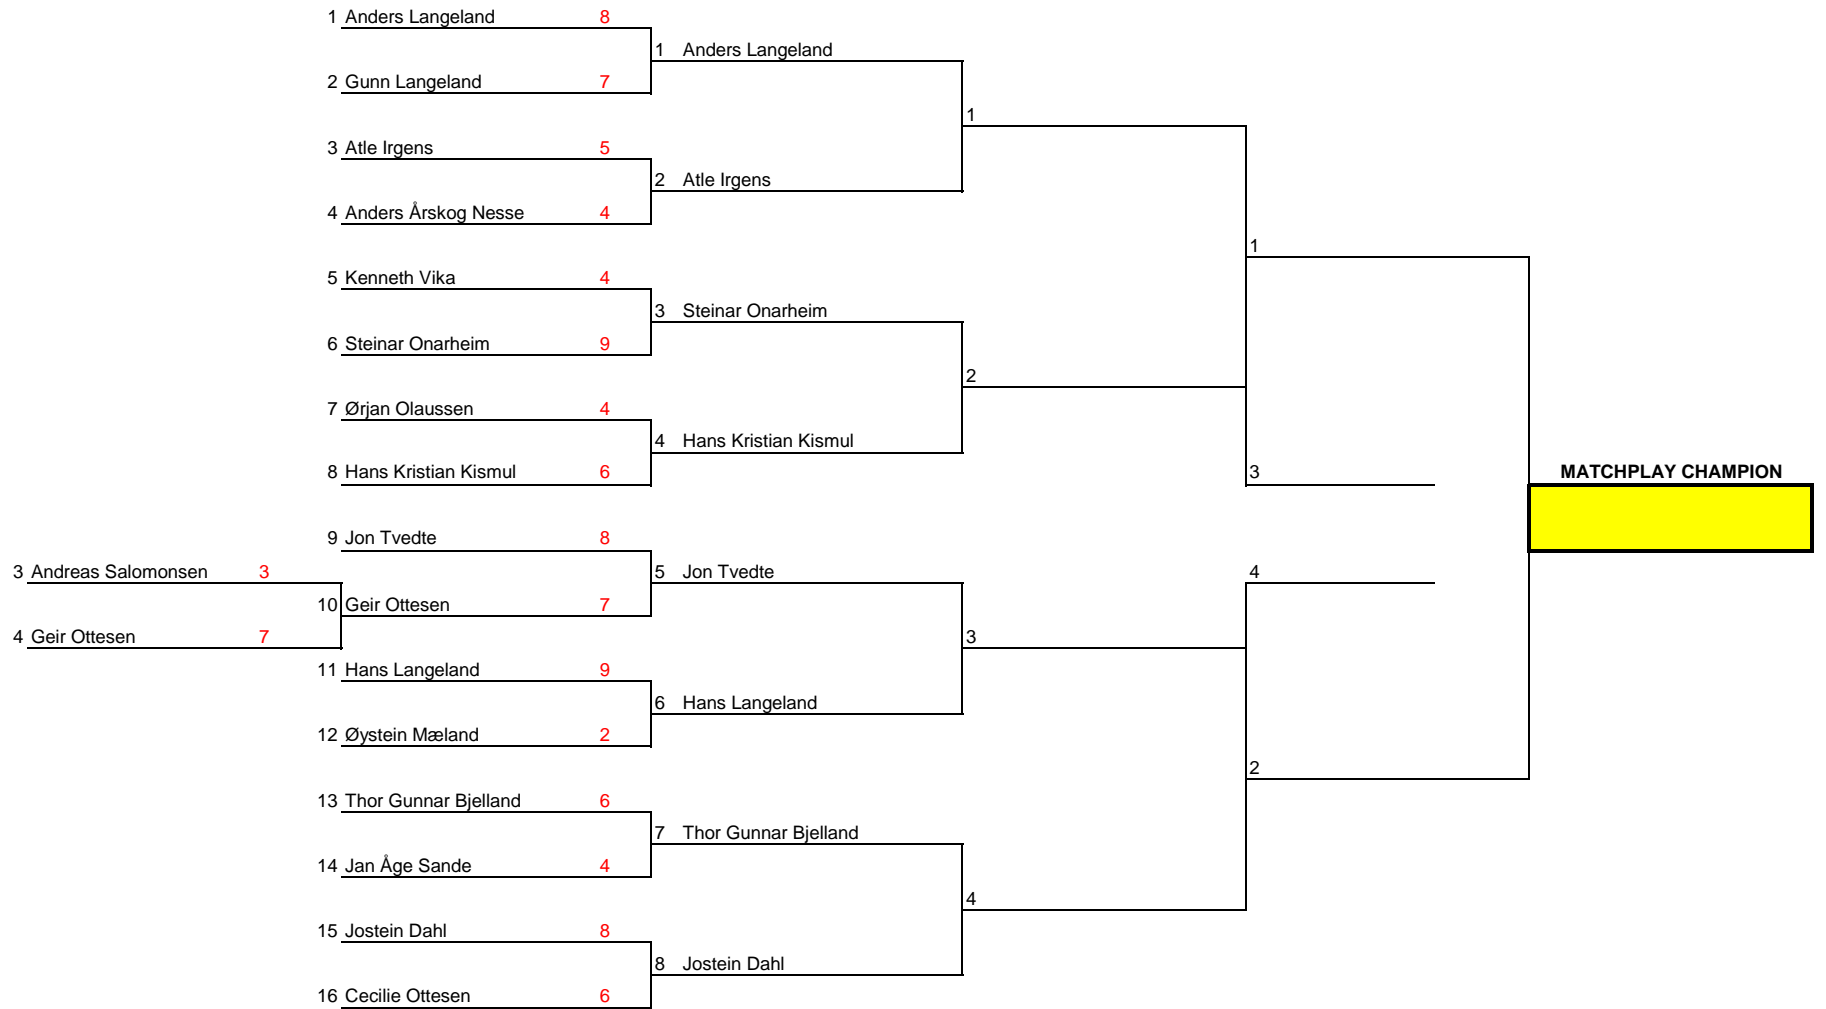 1 Anders Langeland 8
1 Anders Langeland
2 Gunn Langeland 7
1
3 Atle Irgens 5
2 Atle Irgens
4 Anders Årskog Nesse 4
1
5 Kenneth Vika 4
3 Steinar Onarheim
6 Steinar Onarheim 9
2
7 Ørjan Olaussen 4
4 Hans Kristian Kismul
8 Hans Kristian Kismul 6
3
MATCHPLAY CHAMPION
9 Jon Tvedte 8
3 Andreas Salomonsen 3
5 Jon Tvedte
4
10 Geir Ottesen 7
4 Geir Ottesen 7
3
11 Hans Langeland 9
6 Hans Langeland
12 Øystein Mæland 2
2
13 Thor Gunnar Bjelland 6
7 Thor Gunnar Bjelland
14 Jan Åge Sande 4
4
15 Jostein Dahl 8
8 Jostein Dahl
16 Cecilie Ottesen 6